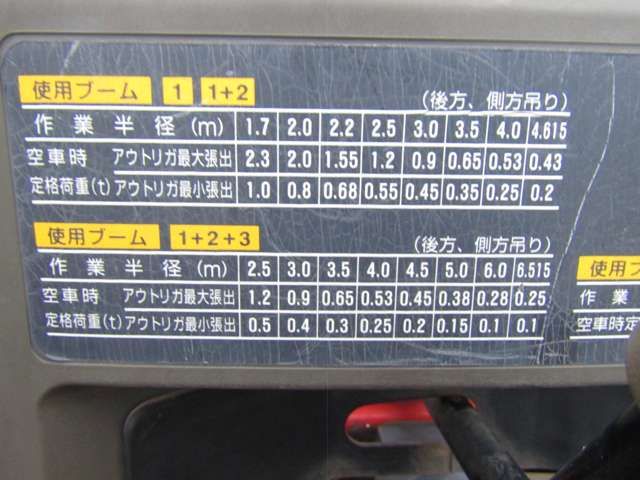 使用ブーム 1 1+2 (後方、側方吊り)
作業半径(m) 1.7 2.0 2.2 2.5 3.0 3.5 4.0 4.615
空車時 アウトリガ最大張出 2.3 2.0 1.55 1.2 0.9 0.65 0.53 0.43
定格荷重(t) アウトリガ最小張出 1.0 0.8 0.68 0.55 0.45 0.35 0.25 0.2
使用ブーム 1+2+3 (後方、側方吊り)
作業半径(m) 2.5 3.0 3.5 4.0 4.5 5.0 6.0 6.515
空車時 アウトリガ最大張出 1.2 0.9 0.65 0.53 0.45 0.38 0.28 0.25
定格荷重(t) アウトリガ最小張出 0.5 0.4 0.3 0.25 0.2 0.15 0.1 0.1
使用ブ
作業
空車時定